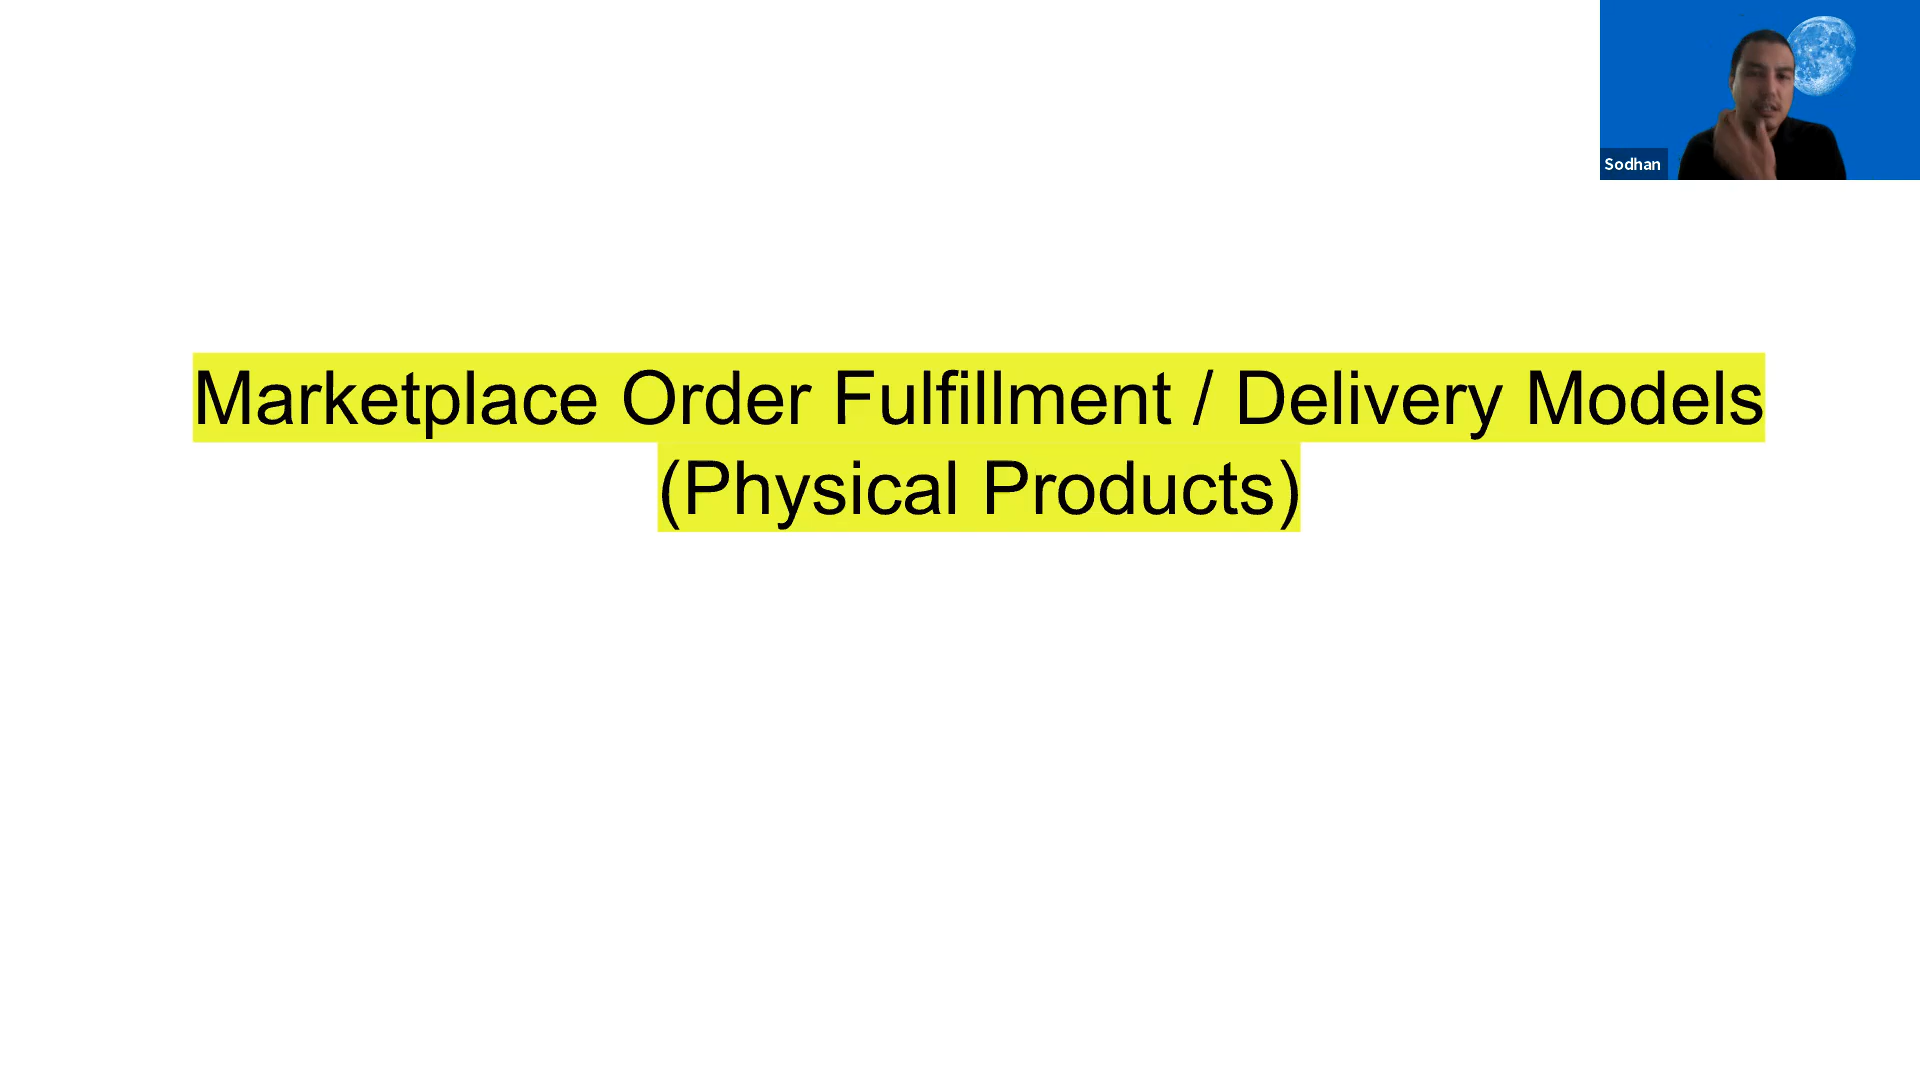 Sodhan
Marketplace Order Fulfillment / Delivery Models
(Physical Products)